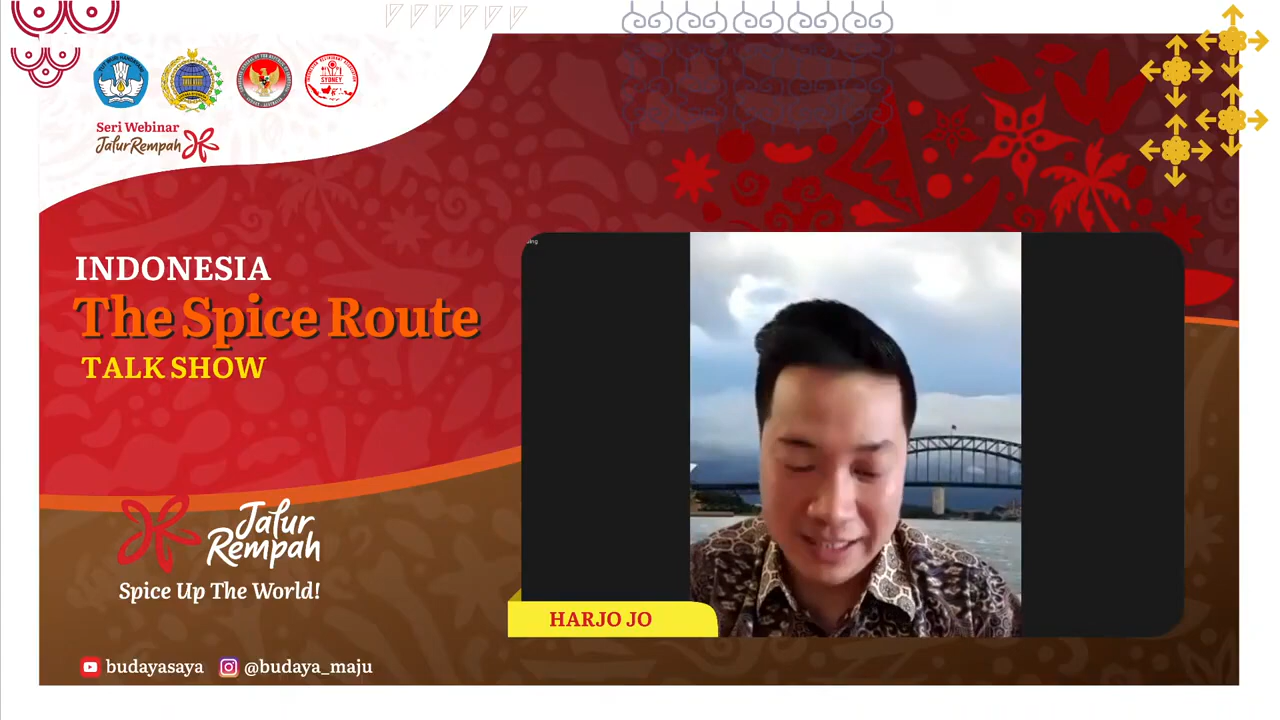 SYDNEY
Seri Webinar
Jalur Rempah
INDONESIA
The Spice Route
TALK SHOW
Jalur
Rempah
Spice Up The World!
HARJO JO
budayasaya @budaya_maju